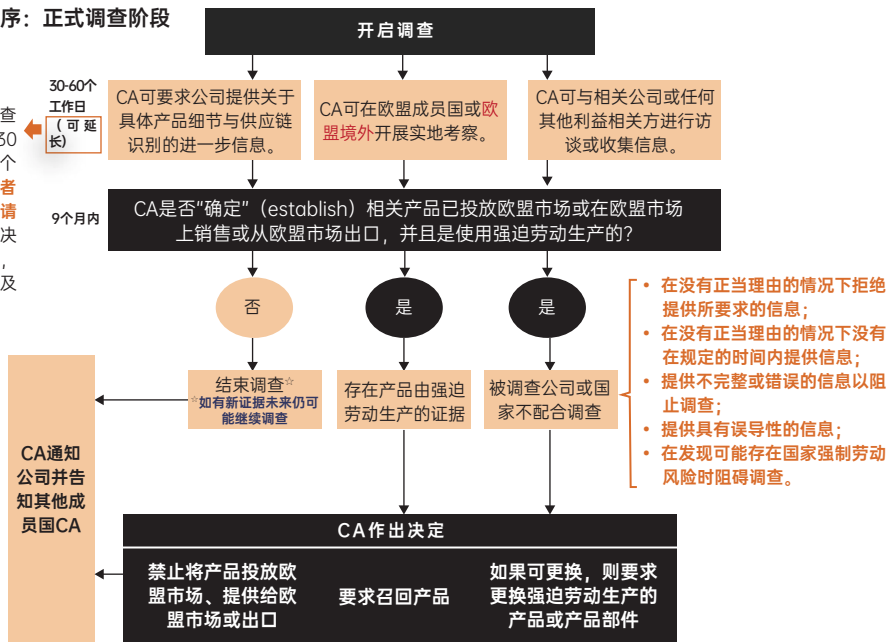 序：正式调查阶段
开启调查
查
30
个
者
请
决
，
及
30-60个
工作日
（可延
长）
CA可要求公司提供关于
具体产品细节与供应链
识别的进一步信息。
CA可在欧盟成员国或欧
盟境外开展实地考察。
CA可与相关公司或任何
其他利益相关方进行访
谈或收集信息。
9个月内
CA是否“确定”（establish）相关产品已投放欧盟市场或在欧盟市场
上销售或从欧盟市场出口，并且是使用强迫劳动生产的？
否
是
是
结束调查☆
☆如有新证据未来仍可
能继续调查
存在产品由强迫
劳动生产的证据
被调查公司或国
家不配合调查
• 在没有正当理由的情况下拒绝
提供所要求的信息；
• 在没有正当理由的情况下没有
在规定的时间内提供信息；
• 提供不完整或错误的信息以阻
止调查；
• 提供具有误导性的信息；
• 在发现可能存在国家强制劳动
风险时阻碍调查。
CA通知
公司并告
知其他成
员国CA
CA作出决定
禁止将产品投放欧
盟市场、提供给欧
盟市场或出口
要求召回产品
如果可更换，则要求
更换强迫劳动生产的
产品或产品部件